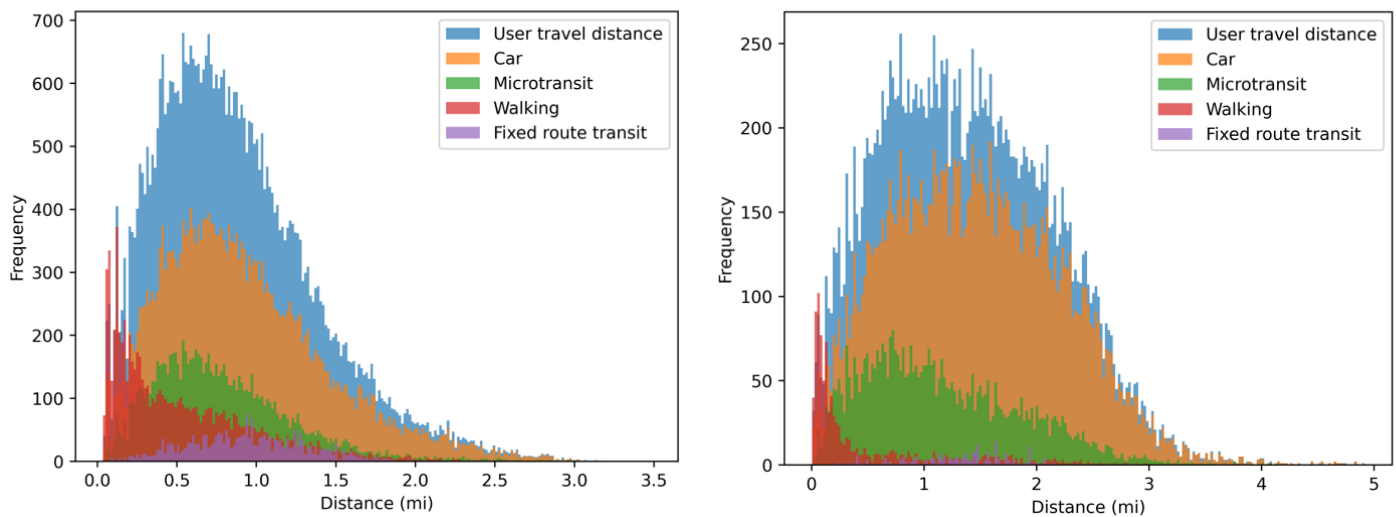 700
600
500
400
300
200
100
0
Frequency
0.0 0.5 1.0 1.5 2.0 2.5 3.0 3.5
Distance (mi)
User travel distance
Car
Microtransit
Walking
Fixed route transit
250
200
150
100
50
0
Frequency
0 1 2 3 4 5
Distance (mi)
User travel distance
Car
Microtransit
Walking
Fixed route transit